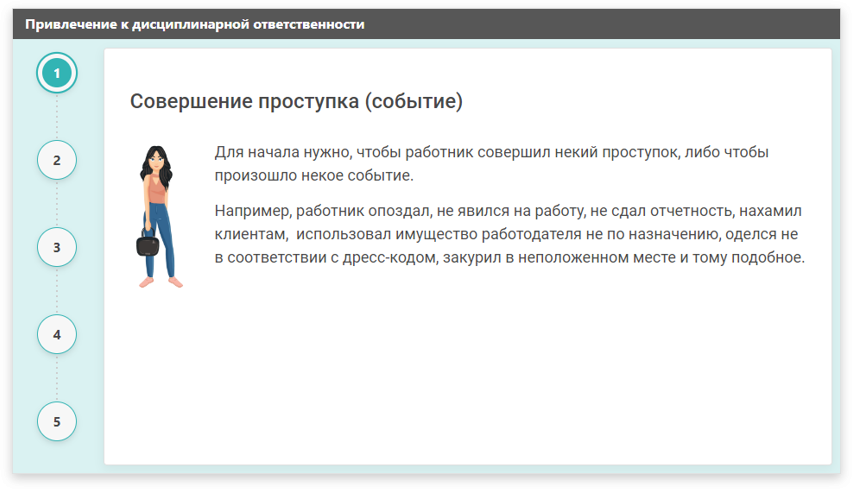 Привлечение к дисциплинарной ответственности
1
2
3
4
5
Совершение проступка (событие)
Для начала нужно, чтобы работник совершил некий проступок, либо чтобы
произошло некое событие.
Например, работник опоздал, не явился на работу, не сдал отчетность, нахамил
клиентам,  использовал имущество работодателя не по назначению, оделся не
в соответствии с дресс-кодом, закурил в неположенном месте и тому подобное.